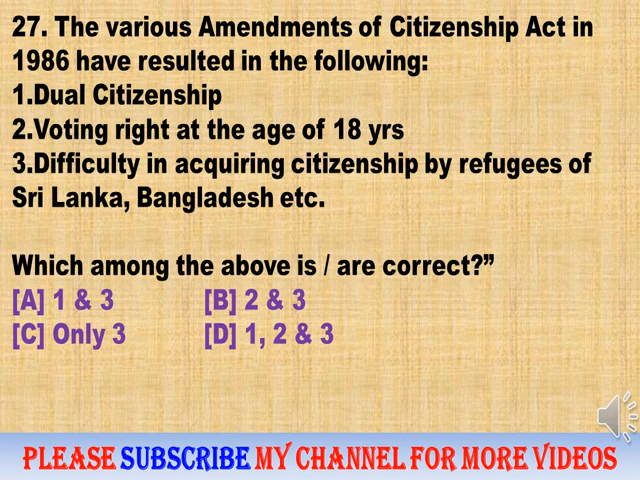 27. The various Amendments of Citizenship Act in
1986 have resulted in the following:
1.Dual Citizenship
2.Voting right at the age of 18 yrs
3.Difficulty in acquiring citizenship by refugees of
Sri Lanka, Bangladesh etc.
Which among the above is / are correct?”
[A] 1 & 3 [B] 2 & 3
[C] Only 3 [D] 1, 2 & 3
PLEASE SUBSCRIBE MY CHANNEL FOR MORE VIDEOS